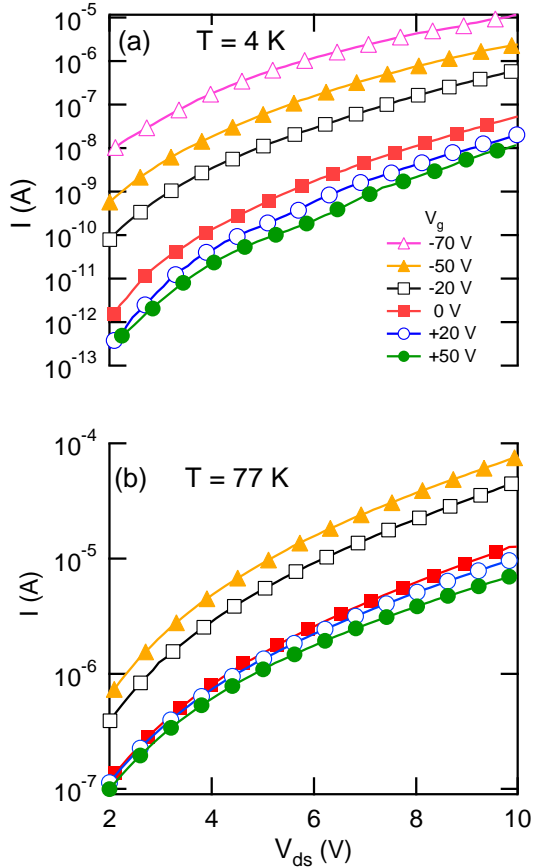 (a) T = 4 K
I (A)
10⁻⁵
10⁻⁶
10⁻⁷
10⁻⁸
10⁻⁹
10⁻¹⁰
10⁻¹¹
10⁻¹²
10⁻¹³
V_g
-70 V
-50 V
-20 V
0 V
+20 V
+50 V
(b) T = 77 K
I (A)
10⁻⁴
10⁻⁵
10⁻⁶
10⁻⁷
2 4 6 8 10
V_ds (V)